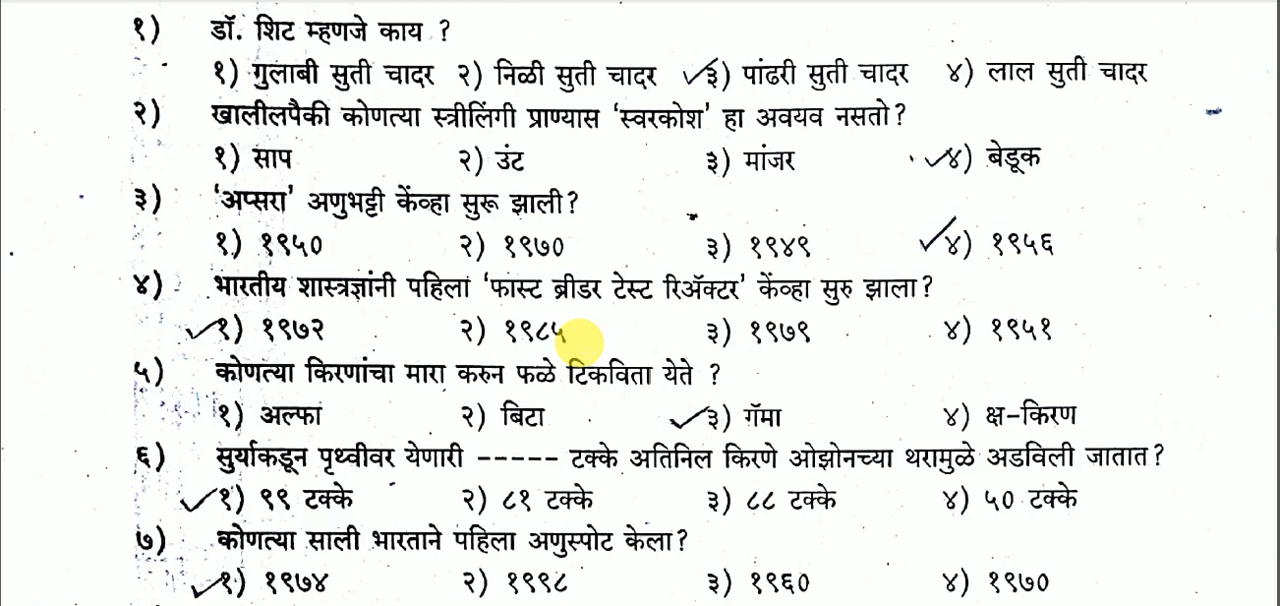 १) डॉ. शिट म्हणजे काय ?
१) गुलाबी सुती चादर २) निळी सुती चादर ३) पांढरी सुती चादर ४) लाल सुती चादर
२) खालीलपैकी कोणत्या स्त्रीलिंगी प्राण्यास 'स्वरकोश' हा अवयव नसतो?
१) साप २) उंट ३) मांजर ४) बेडूक
३) 'अप्सरा' अणुभट्टी केंव्हा सुरू झाली?
१) १९५० २) १९७० ३) १९४९ ४) १९५६
४) भारतीय शास्त्रज्ञांनी पहिला 'फास्ट ब्रीडर टेस्ट रिॲक्टर' केंव्हा सुरु झाला?
१) १९७२ २) १९८५ ३) १९७९ ४) १९५१
५) कोणत्या किरणांचा मारा करुन फळे टिकविता येते ?
१) अल्फा २) बिटा ३) गॅमा ४) क्ष-किरण
६) सुर्याकडून पृथ्वीवर येणारी ----- टक्के अतिनिल किरणे ओझोनच्या थरामुळे अडविली जातात?
१) ९९ टक्के २) ८१ टक्के ३) ८८ टक्के ४) ५० टक्के
७) कोणत्या साली भारताने पहिला अणुस्पोट केला?
१) १९७४ २) १९९८ ३) १९६० ४) १९७०